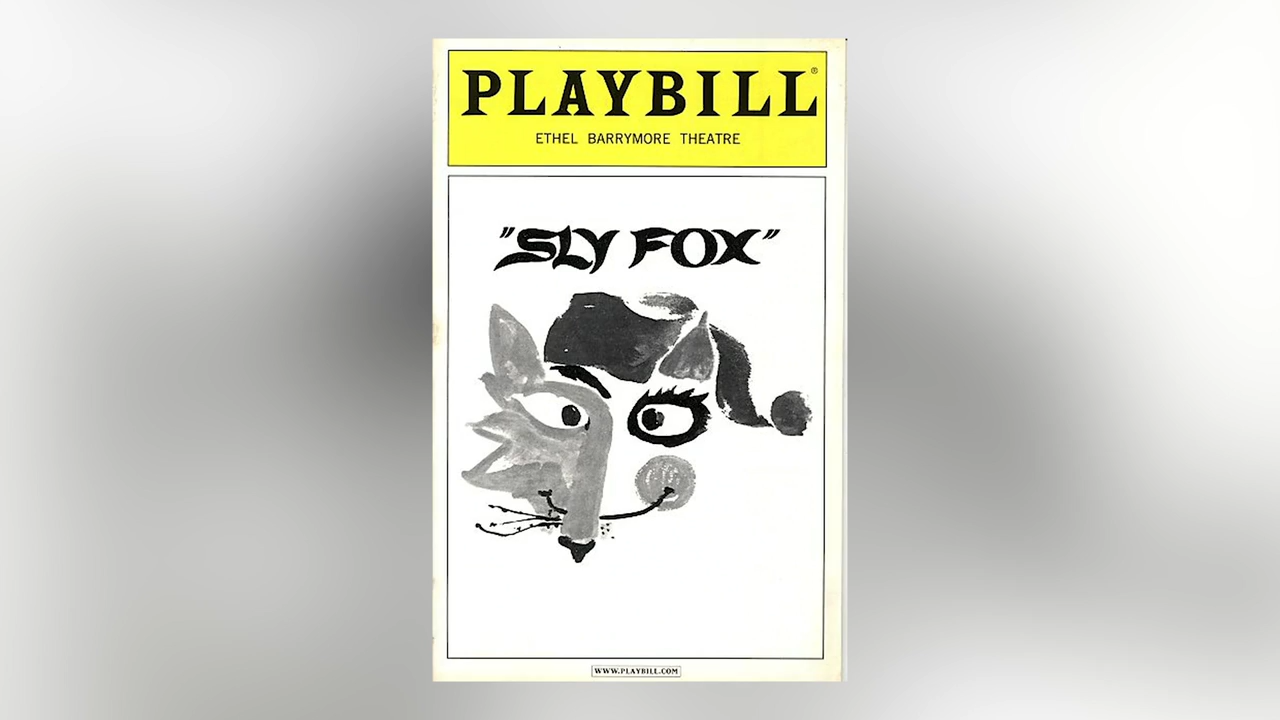 PLAYBILL®
ETHEL BARRYMORE THEATRE
"SLY FOX"
WWW.PLAYBILL.COM